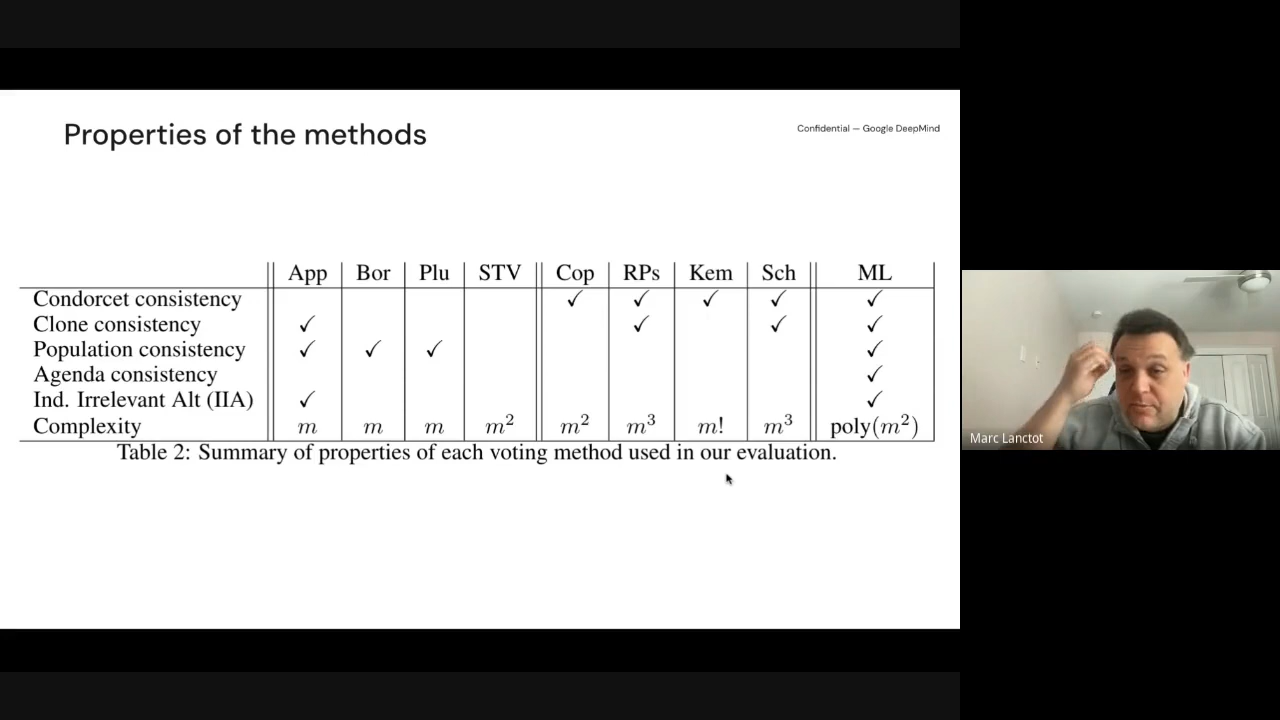 Properties of the methods
Confidential — Google DeepMind
App Bor Plu STV Cop RPs Kem Sch ML
Condorcet consistency ✓ ✓ ✓ ✓ ✓
Clone consistency ✓ ✓ ✓ ✓
Population consistency ✓ ✓ ✓ ✓
Agenda consistency ✓
Ind. Irrelevant Alt (IIA) ✓ ✓
Complexity m m m m² m² m³ m! m³ poly(m²)
Table 2: Summary of properties of each voting method used in our evaluation.
Marc Lanctot